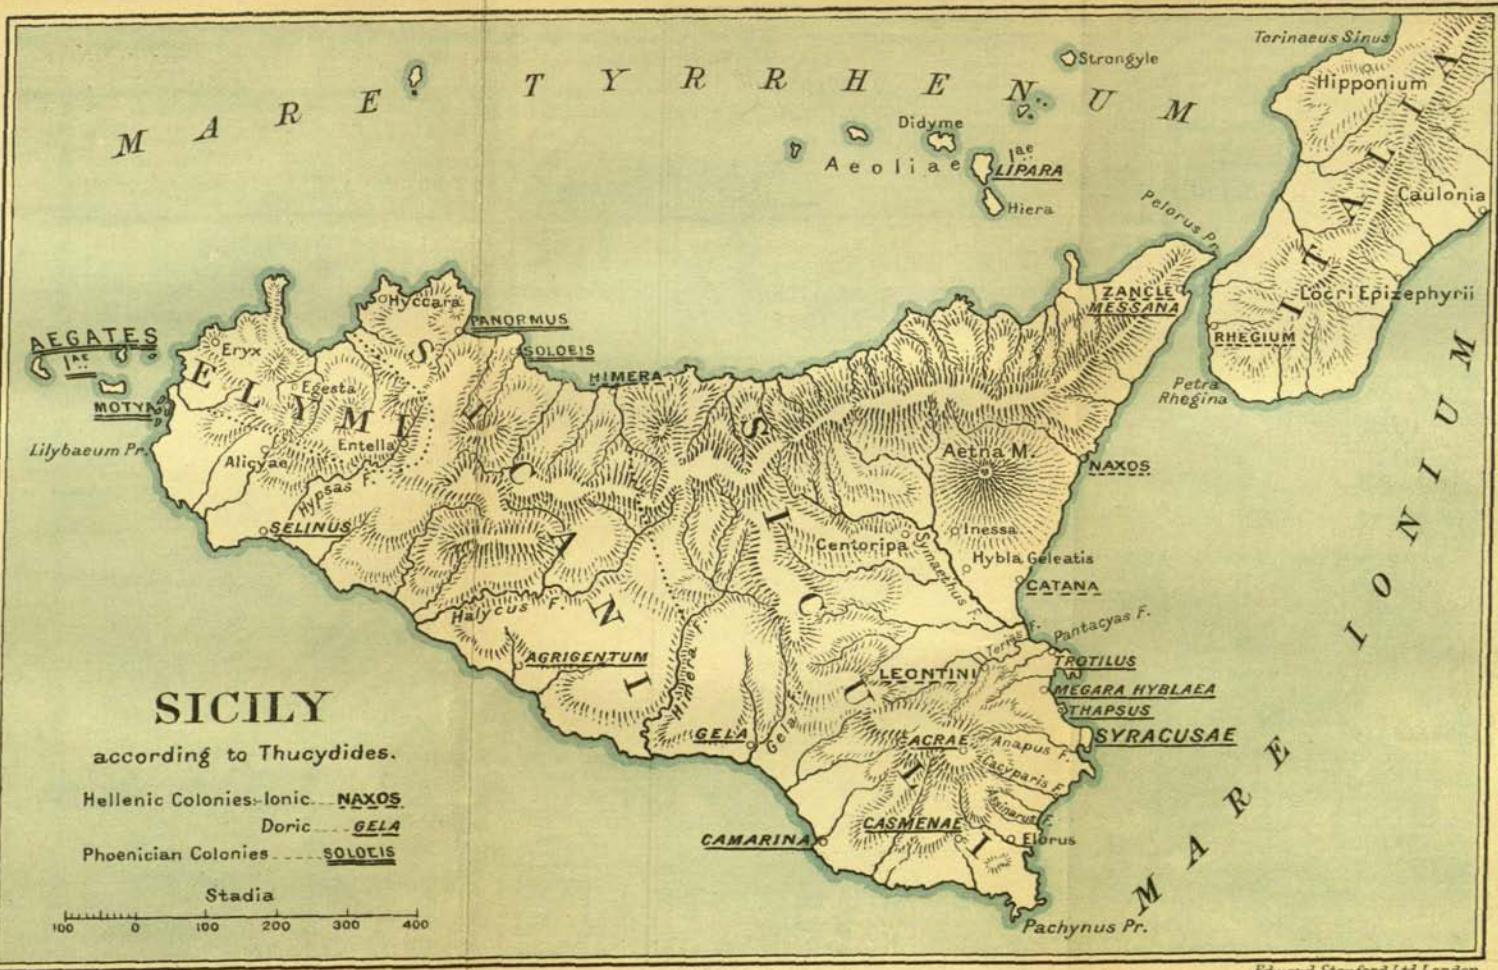 MARE TYRRHENUM
Strongyle
Terinaeus Sinus
Hipponium
Didyme
Aeoliae Iae
LIPARA
Hiera
Caulonia
ITALIA
Pelorus Pr.
Locri Epizephyrii
ZANCLE
MESSANA
RHEGIUM
Petra
Rhegina
Hyccara
PANORMUS
SOLOEIS
AEGATES
IAE
Eryx
HIMERA
ELYMI
Egesta
MOTYA
Entella
Lilybaeum Pr.
Alicyae
Hypsas F.
SELINUS
SICANI
SICULI
Aetna M.
NAXOS
Inessa
Centoripa
Symaethus F.
Hybla Geleatis
CATANA
Halycus F.
Terias F.
Pantacyas F.
AGRIGENTUM
Himera F.
LEONTINI
TROTILUS
MEGARA HYBLAEA
THAPSUS
GELA
Gela F.
ACRAE
Anapus F.
SYRACUSAE
Cacyparis F.
Assinarus F.
CAMARINA
CASMENAE
Elorus
Pachynus Pr.
MARE IONIUM
SICILY
according to Thucydides.
Hellenic Colonies:-Ionic NAXOS
Doric GELA
Phoenician Colonies SOLOEIS
Stadia
100 0 100 200 300 400